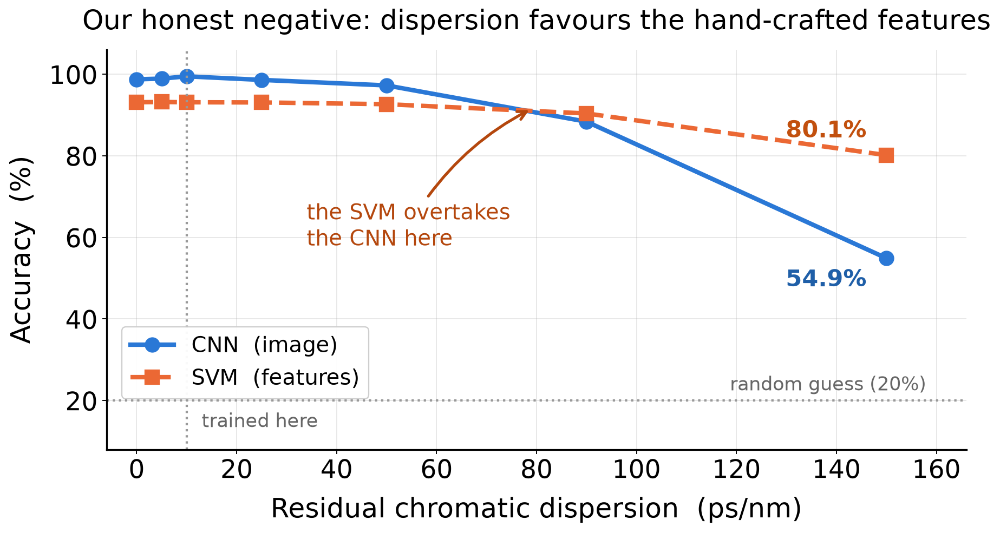 Our honest negative: dispersion favours the hand-crafted features
Accuracy (%)
100
80
60
40
20
80.1%
the SVM overtakes
the CNN here
54.9%
CNN (image)
SVM (features)
random guess (20%)
trained here
0 20 40 60 80 100 120 140 160
Residual chromatic dispersion (ps/nm)